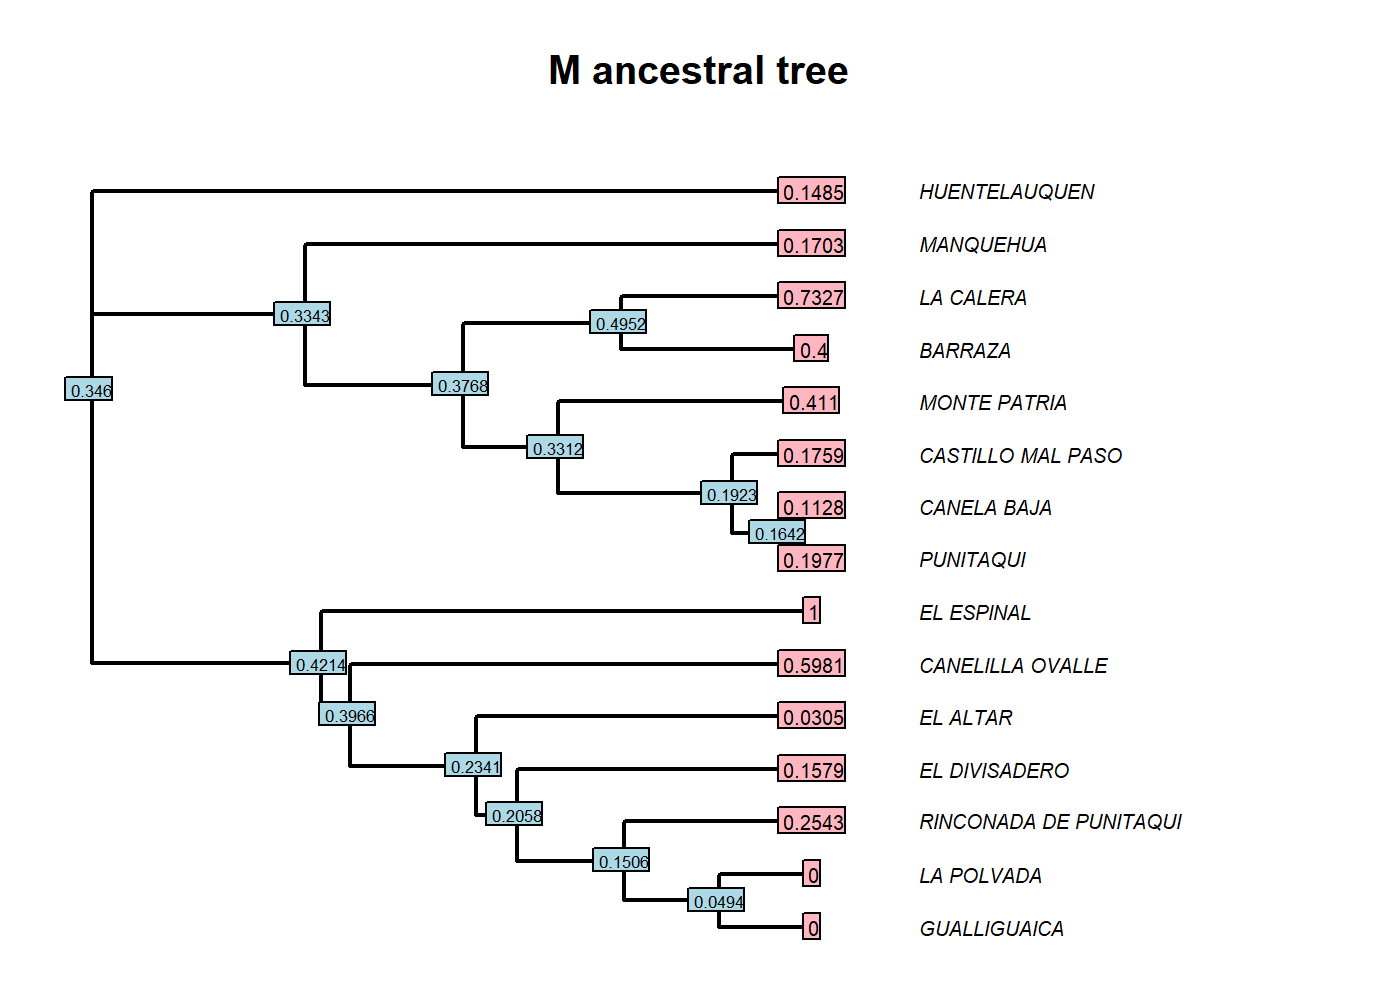 M ancestral tree
0.1485 HUENTELAUQUEN
0.1703 MANQUEHUA
0.7327 LA CALERA
0.3343
0.4952
0.4 BARRAZA
0.3768
0.346
0.411 MONTE PATRIA
0.3312
0.1759 CASTILLO MAL PASO
0.1923
0.1128 CANELA BAJA
0.1642
0.1977 PUNITAQUI
1 EL ESPINAL
0.4214
0.5981 CANELILLA OVALLE
0.3966
0.0305 EL ALTAR
0.2341
0.1579 EL DIVISADERO
0.2058
0.2543 RINCONADA DE PUNITAQUI
0.1506
0 LA POLVADA
0.0494
0 GUALLIGUAICA